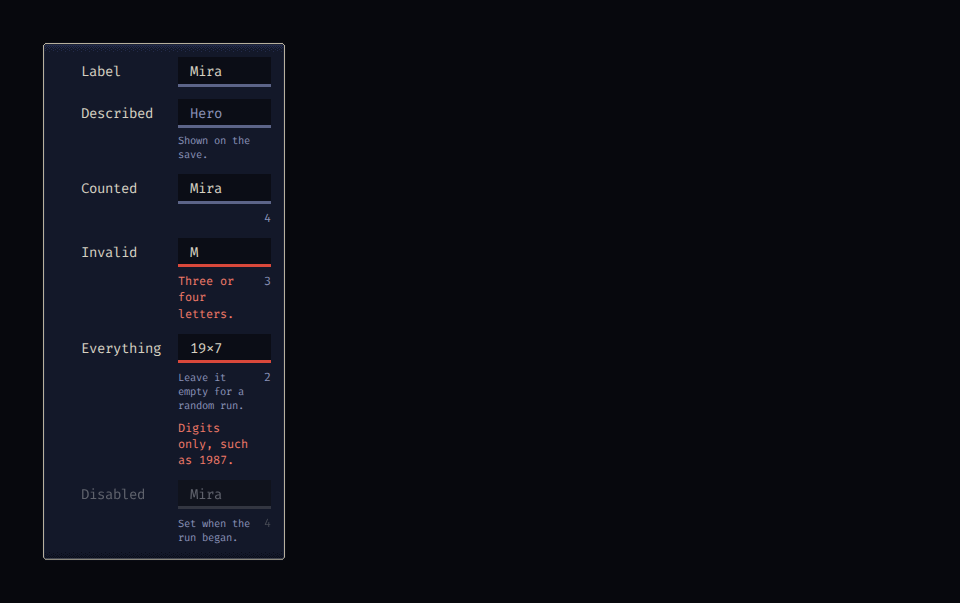 Label Mira
Described Hero
Shown on the
save.
Counted Mira
4
Invalid M
Three or 3
four
letters.
Everything 19×7
Leave it 2
empty for a
random run.
Digits
only, such
as 1987.
Disabled Mira
Set when the 4
run began.